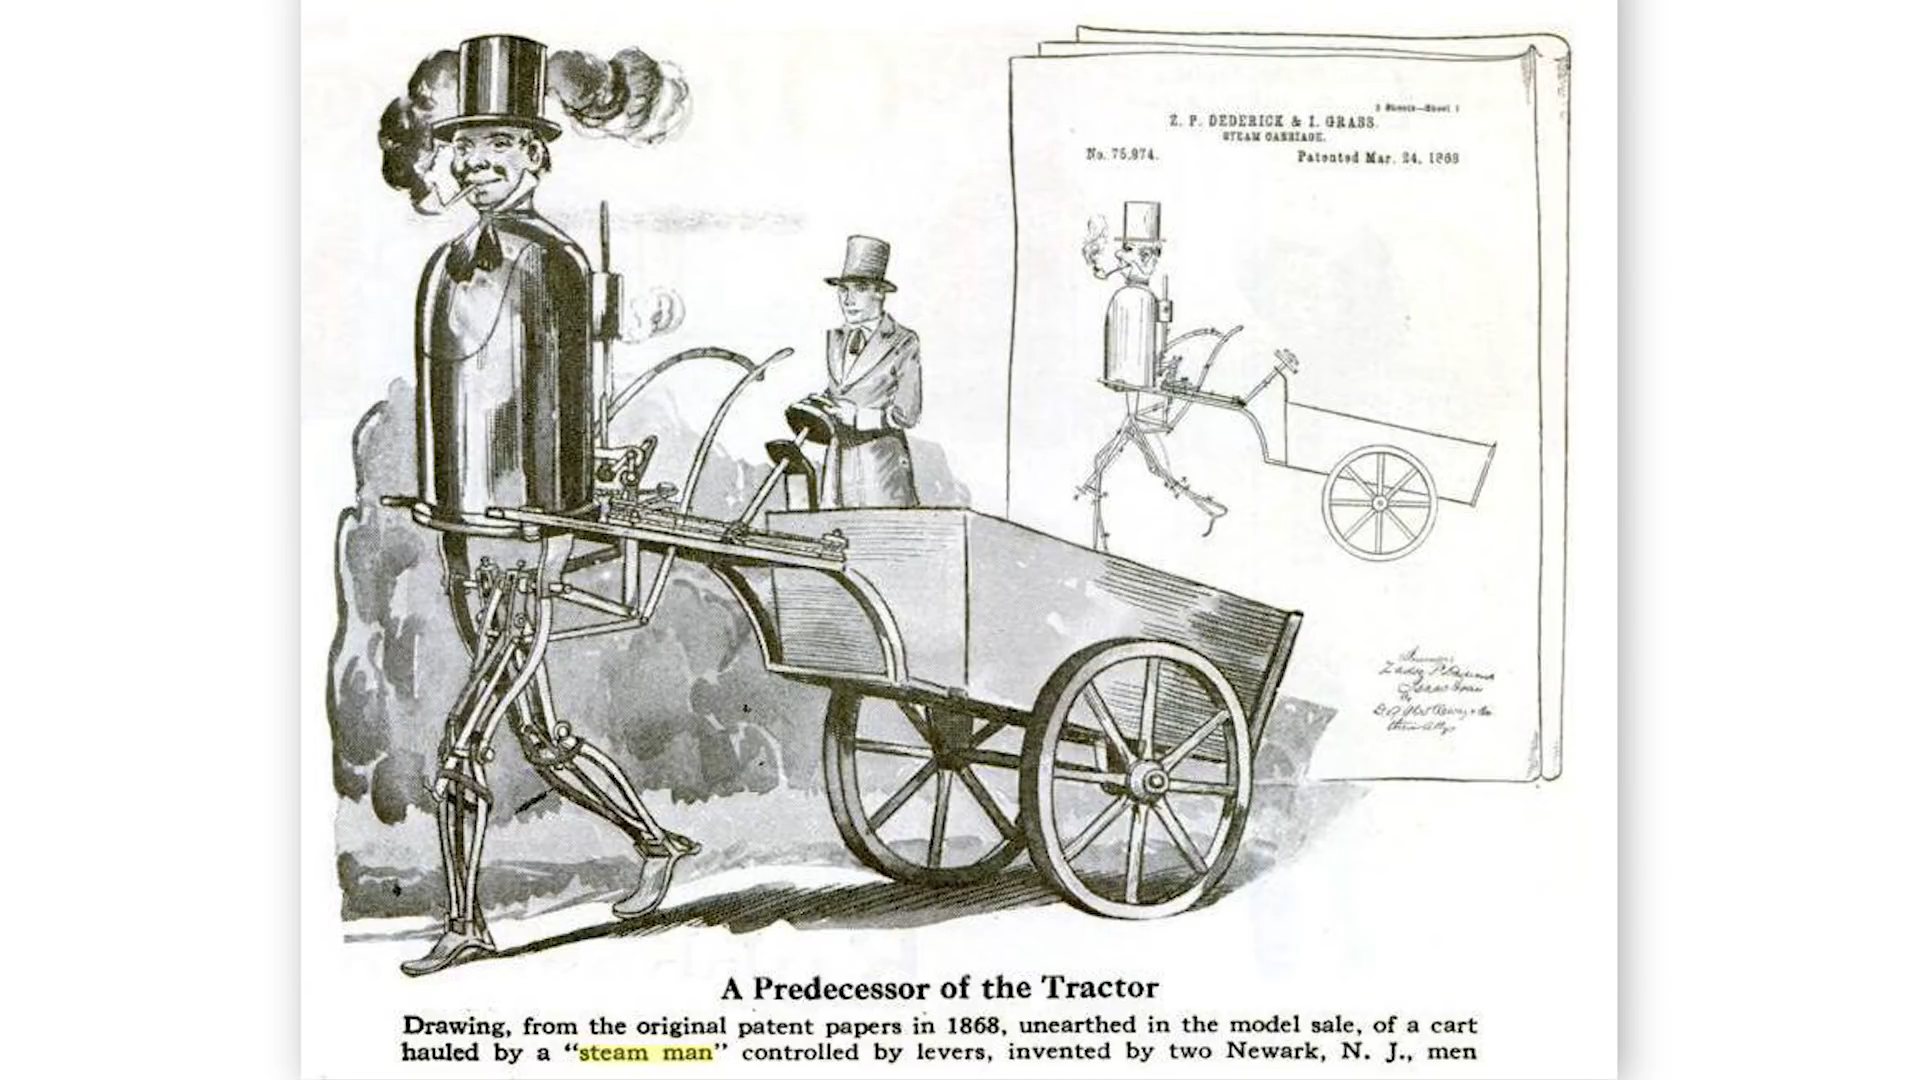 2 Sheets—Sheet 1
Z. P. DEDERICK & I. GRASS.
STEAM CARRIAGE.
No. 75,874. Patented Mar. 24, 1868
A Predecessor of the Tractor
Drawing, from the original patent papers in 1868, unearthed in the model sale, of a cart
hauled by a “steam man” controlled by levers, invented by two Newark, N. J., men